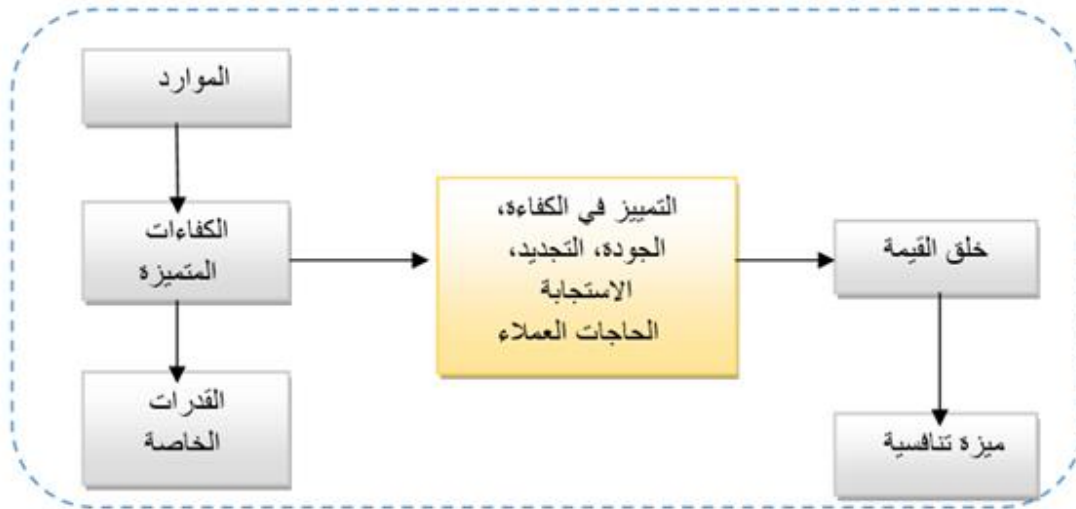 الموارد
الكفاءات
المتميزة
القدرات
الخاصة
التمييز في الكفاءة،
الجودة، التجديد،
الاستجابة
الحاجات العملاء
خلق القيمة
ميزة تنافسية